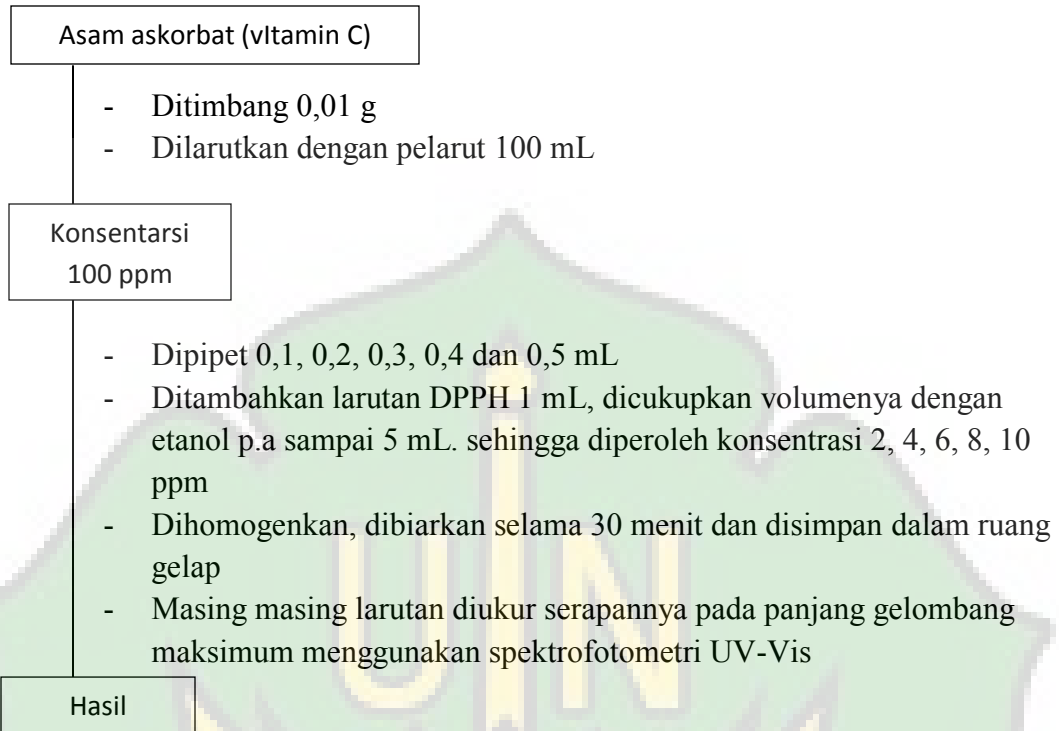 Asam askorbat (vItamin C)
- Ditimbang 0,01 g
- Dilarutkan dengan pelarut 100 mL
Konsentarsi
100 ppm
- Dipipet 0,1, 0,2, 0,3, 0,4 dan 0,5 mL
- Ditambahkan larutan DPPH 1 mL, dicukupkan volumenya dengan
etanol p.a sampai 5 mL. sehingga diperoleh konsentrasi 2, 4, 6, 8, 10
ppm
- Dihomogenkan, dibiarkan selama 30 menit dan disimpan dalam ruang
gelap
- Masing masing larutan diukur serapannya pada panjang gelombang
maksimum menggunakan spektrofotometri UV-Vis
UIN
Hasil